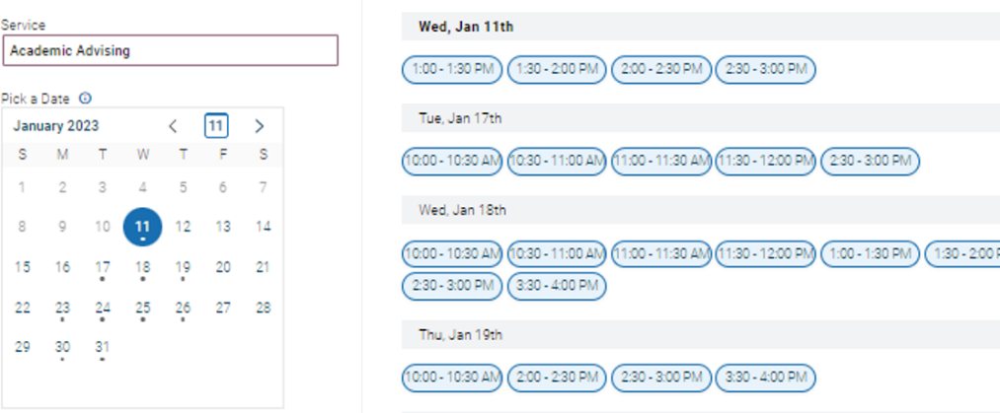 Service
Academic Advising
Pick a Date
January 2023 11
S M T W T F S
1 2 3 4 5 6 7
8 9 10 11 12 13 14
15 16 17 18 19 20 21
22 23 24 25 26 27 28
29 30 31
Wed, Jan 11th
1:00 - 1:30 PM 1:30 - 2:00 PM 2:00 - 2:30 PM 2:30 - 3:00 PM
Tue, Jan 17th
10:00 - 10:30 AM 10:30 - 11:00 AM 11:00 - 11:30 AM 11:30 - 12:00 PM 2:30 - 3:00 PM
Wed, Jan 18th
10:00 - 10:30 AM 10:30 - 11:00 AM 11:00 - 11:30 AM 11:30 - 12:00 PM 1:00 - 1:30 PM 1:30 - 2:00 P
2:30 - 3:00 PM 3:30 - 4:00 PM
Thu, Jan 19th
10:00 - 10:30 AM 2:00 - 2:30 PM 2:30 - 3:00 PM 3:30 - 4:00 PM